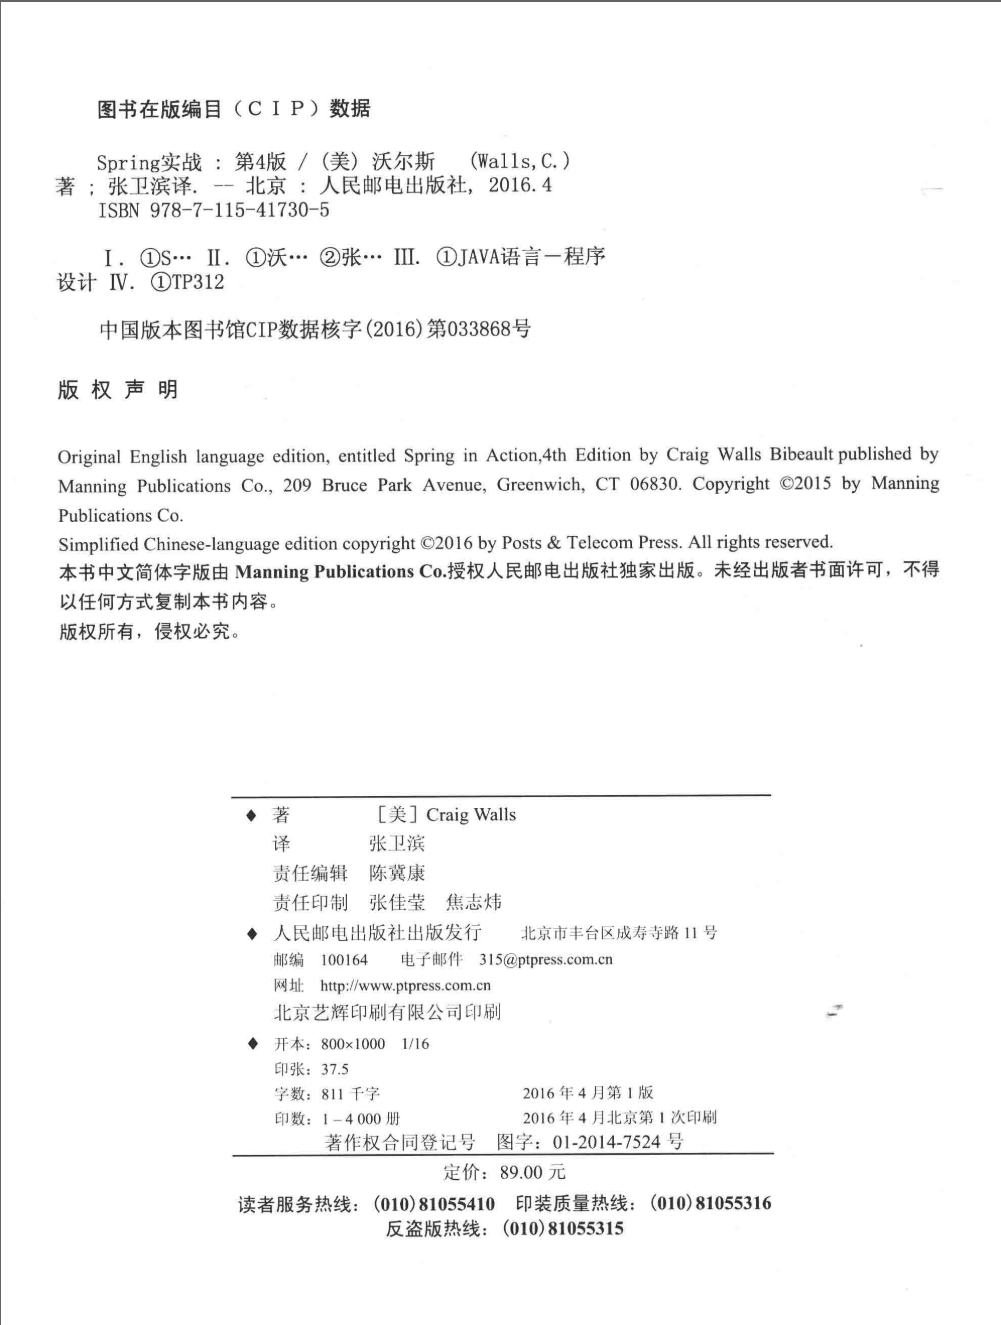 图书在版编目（ＣＩＰ）数据
Spring实战 : 第4版 / (美) 沃尔斯 (Walls,C.)
著 ; 张卫滨译. -- 北京 : 人民邮电出版社, 2016.4
ISBN 978-7-115-41730-5
Ⅰ. ①S… Ⅱ. ①沃… ②张… Ⅲ. ①JAVA语言－程序
设计 Ⅳ. ①TP312
中国版本图书馆CIP数据核字(2016)第033868号
版 权 声 明
Original English language edition, entitled Spring in Action,4th Edition by Craig Walls Bibeault published by
Manning Publications Co., 209 Bruce Park Avenue, Greenwich, CT 06830. Copyright ©2015 by Manning
Publications Co.
Simplified Chinese-language edition copyright ©2016 by Posts & Telecom Press. All rights reserved.
本书中文简体字版由 Manning Publications Co.授权人民邮电出版社独家出版。未经出版者书面许可，不得
以任何方式复制本书内容。
版权所有，侵权必究。
♦ 著 ［美］Craig Walls
译 张卫滨
责任编辑 陈冀康
责任印制 张佳莹 焦志炜
♦ 人民邮电出版社出版发行 北京市丰台区成寿寺路 11 号
邮编 100164 电子邮件 315@ptpress.com.cn
网址 http://www.ptpress.com.cn
北京艺辉印刷有限公司印刷
♦ 开本：800×1000 1/16
印张：37.5
字数：811 千字 2016 年 4 月第 1 版
印数：1 – 4 000 册 2016 年 4 月北京第 1 次印刷
著作权合同登记号 图字：01-2014-7524 号
定价：89.00 元
读者服务热线：(010)81055410 印装质量热线：(010)81055316
反盗版热线：(010)81055315